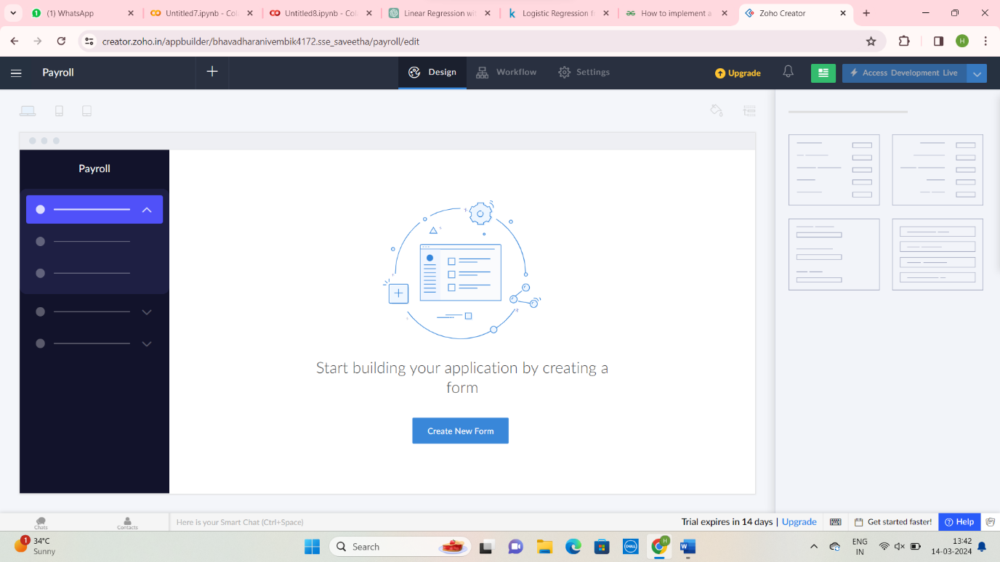 (1) WhatsApp
Untitled7.ipynb - Col
Untitled8.ipynb - Col
Linear Regression wit
Logistic Regression f
How to implement a
Zoho Creator
creator.zoho.in/appbuilder/bhavadharanivembik4172.sse_saveetha/payroll/edit
H
Payroll
Design
Workflow
Settings
Upgrade
Access Development Live
Payroll
Start building your application by creating a
form
Create New Form
Chats
Contacts
Here is your Smart Chat (Ctrl+Space)
Trial expires in 14 days | Upgrade
Get started faster!
Help
1
34°C
Sunny
Search
DELL
H
ENG
IN
13:42
14-03-2024